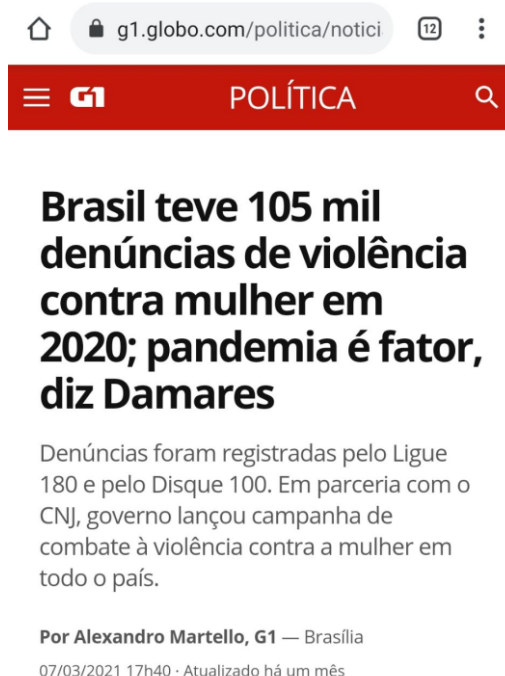 g1.globo.com/politica/notici
12
G1 POLÍTICA
Brasil teve 105 mil
denúncias de violência
contra mulher em
2020; pandemia é fator,
diz Damares
Denúncias foram registradas pelo Ligue
180 e pelo Disque 100. Em parceria com o
CNJ, governo lançou campanha de
combate à violência contra a mulher em
todo o país.
Por Alexandro Martello, G1 — Brasília
07/03/2021 17h40 · Atualizado há um mês